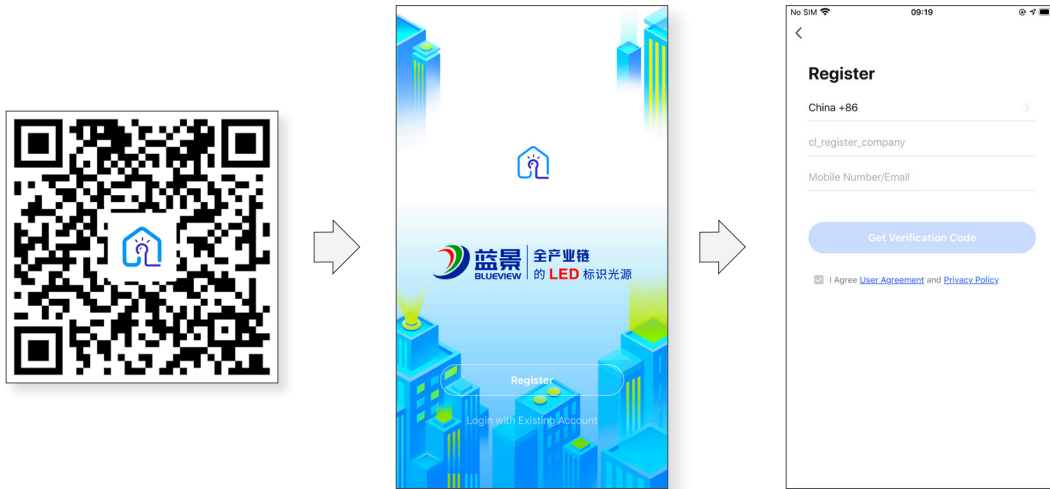 蓝景
BLUEVIEW
全产业链
的 LED 标识光源
Register
Login with Existing Account
No SIM
09:19
Register
China +86
cl_register_company
Mobile Number/Email
Get Verification Code
I Agree User Agreement and Privacy Policy